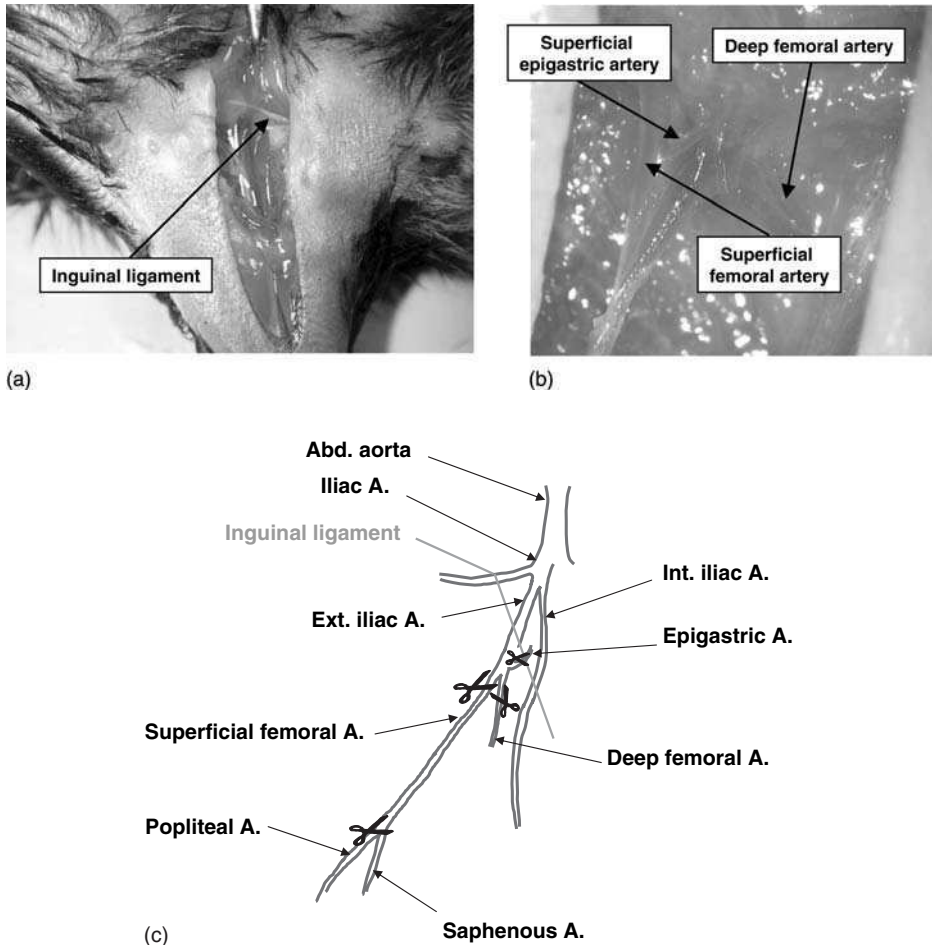 Inguinal ligament
(a)
Superficial
epigastric artery
Deep femoral artery
Superficial
femoral artery
(b)
Abd. aorta
Iliac A.
Inguinal ligament
Int. iliac A.
Ext. iliac A.
Epigastric A.
Superficial femoral A.
Deep femoral A.
Popliteal A.
Saphenous A.
(c)